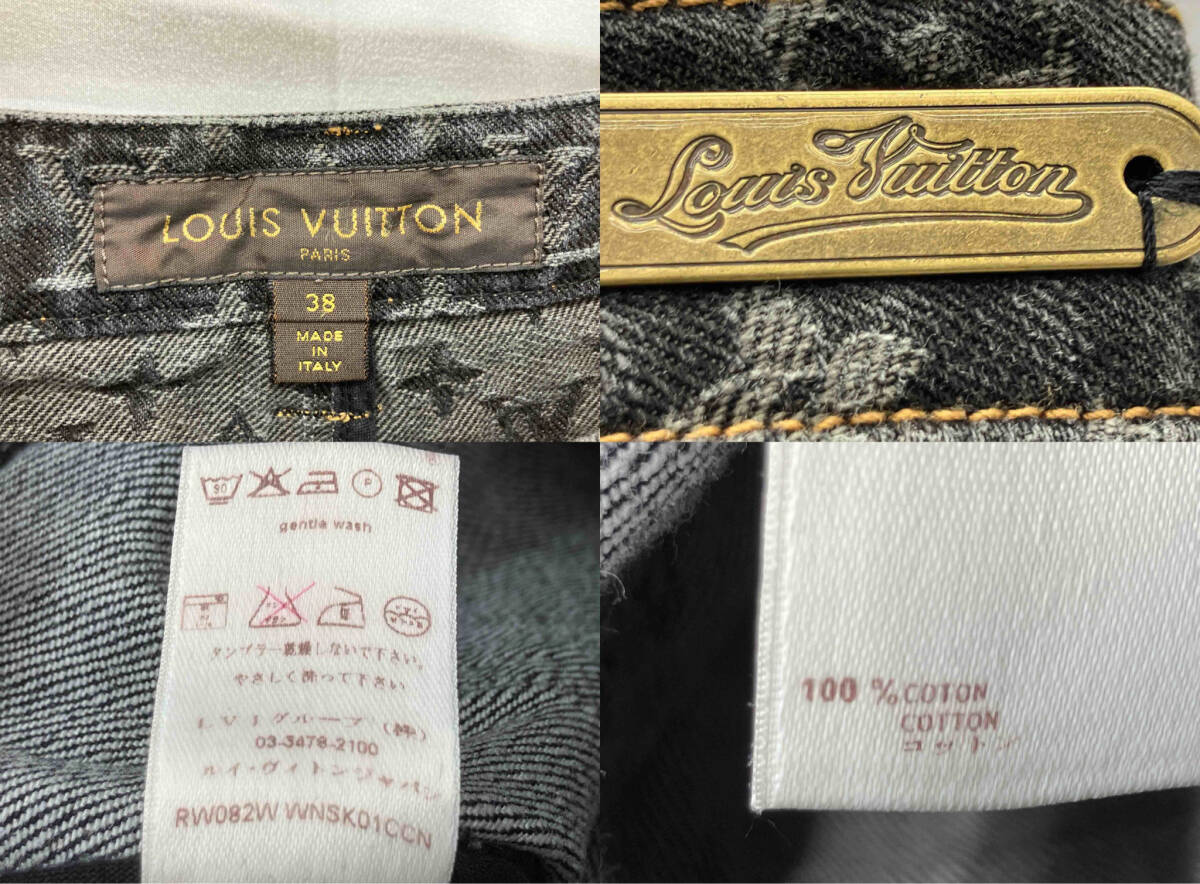 LOUIS VUITTON
PARIS
38
MADE
IN
ITALY
Louis Vuitton
90
P
gentle wash
タンブラー乾燥しないで下さい。
やさしく洗って下さい
LVJグループ(株)
03-3478-2100
ルイ・ヴィトンジャパン
RW082W WNSK01CCN
100 % COTON
COTTON
コットン